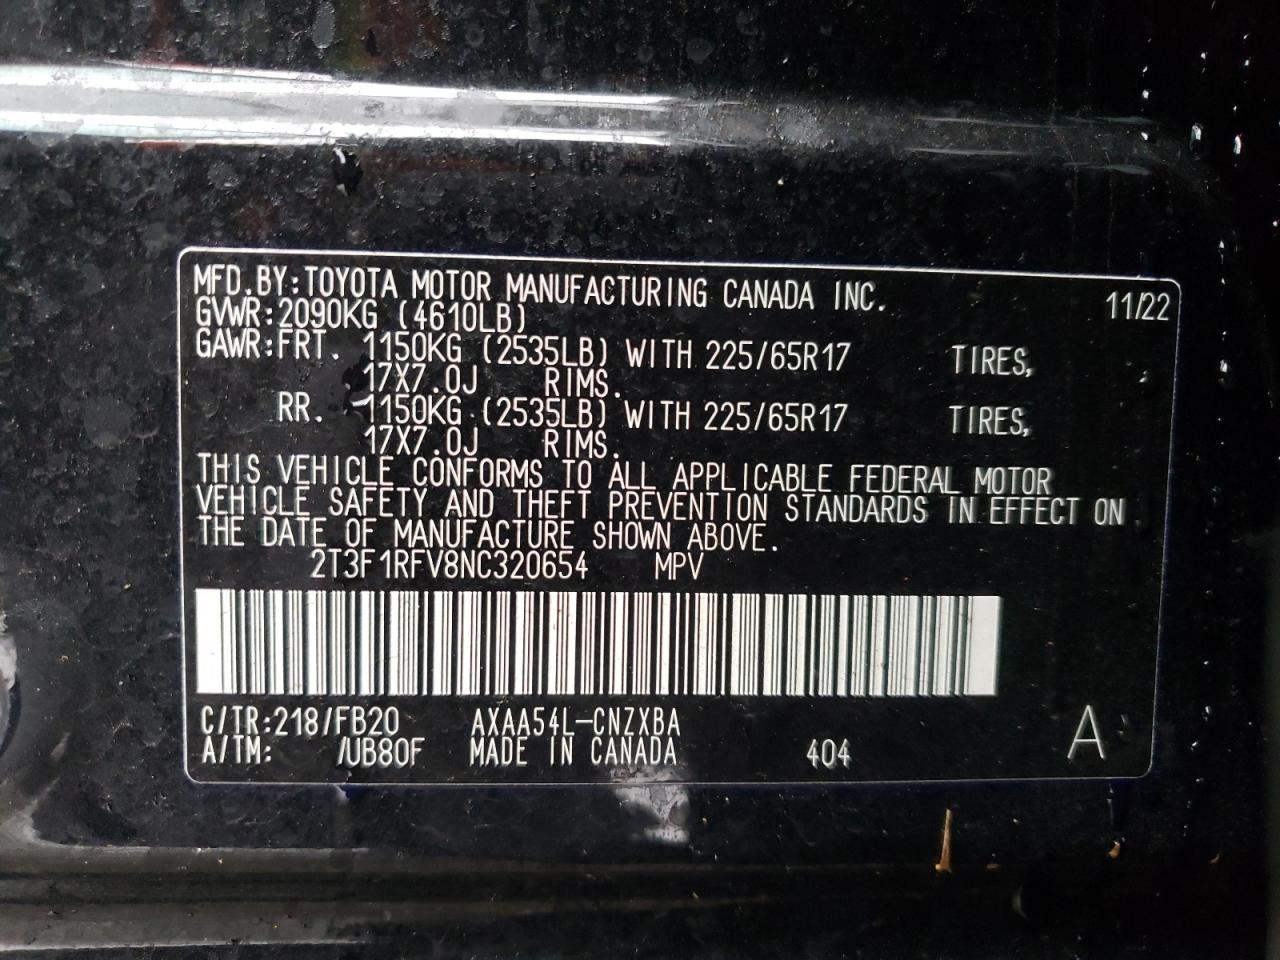 MFD.BY:TOYOTA MOTOR MANUFACTURING CANADA INC. 11/22
GVWR:2090KG (4610LB)
GAWR:FRT. 1150KG (2535LB) WITH 225/65R17 TIRES,
17X7.0J RIMS.
RR. 1150KG (2535LB) WITH 225/65R17 TIRES,
17X7.0J RIMS.
THIS VEHICLE CONFORMS TO ALL APPLICABLE FEDERAL MOTOR
VEHICLE SAFETY AND THEFT PREVENTION STANDARDS IN EFFECT ON
THE DATE OF MANUFACTURE SHOWN ABOVE.
2T3F1RFV8NC320654 MPV
C/TR:218/FB20 AXAA54L-CNZXBA
A/TM: /UB80F MADE IN CANADA 404 A